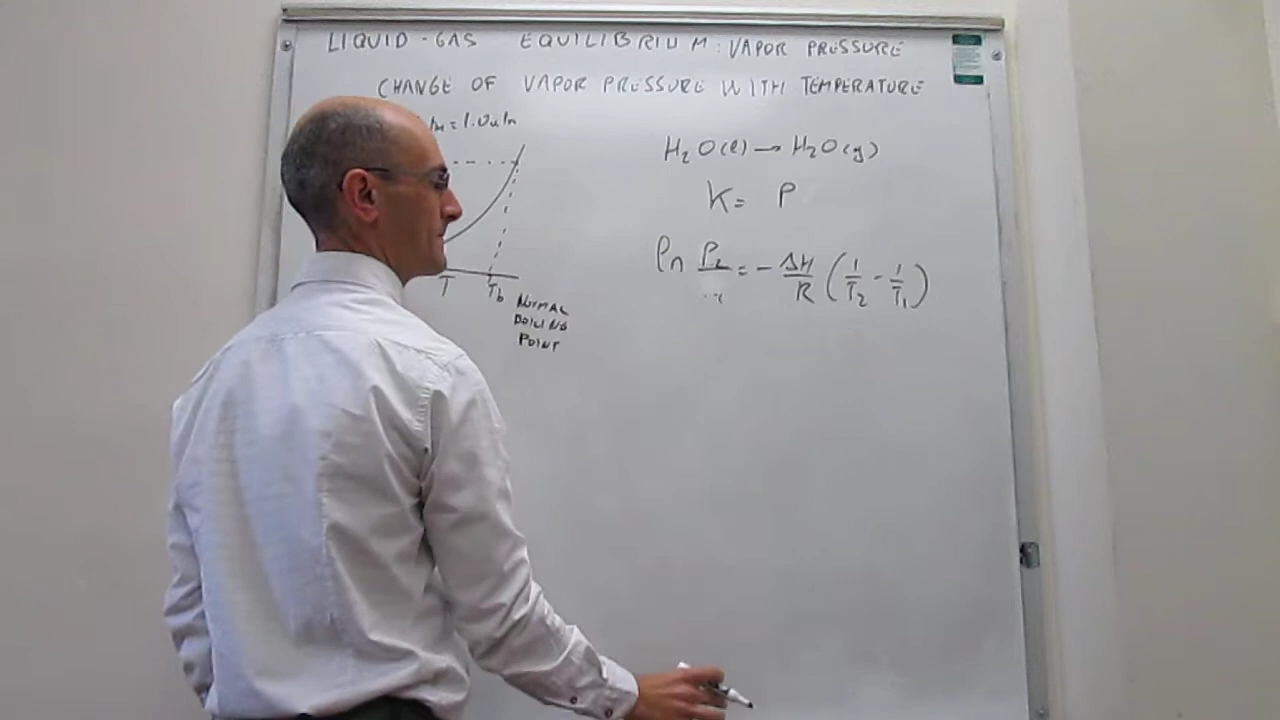 LIQUID-GAS EQUILIBRIUM: VAPOR PRESSURE
CHANGE OF VAPOR PRESSURE WITH TEMPERATURE
=1.0 atm
H₂O(l) → H₂O(g)
K = P
ln P₂ = - ΔH/R (1/T₂ - 1/T₁)
T Tb
NORMAL
BOILING
POINT